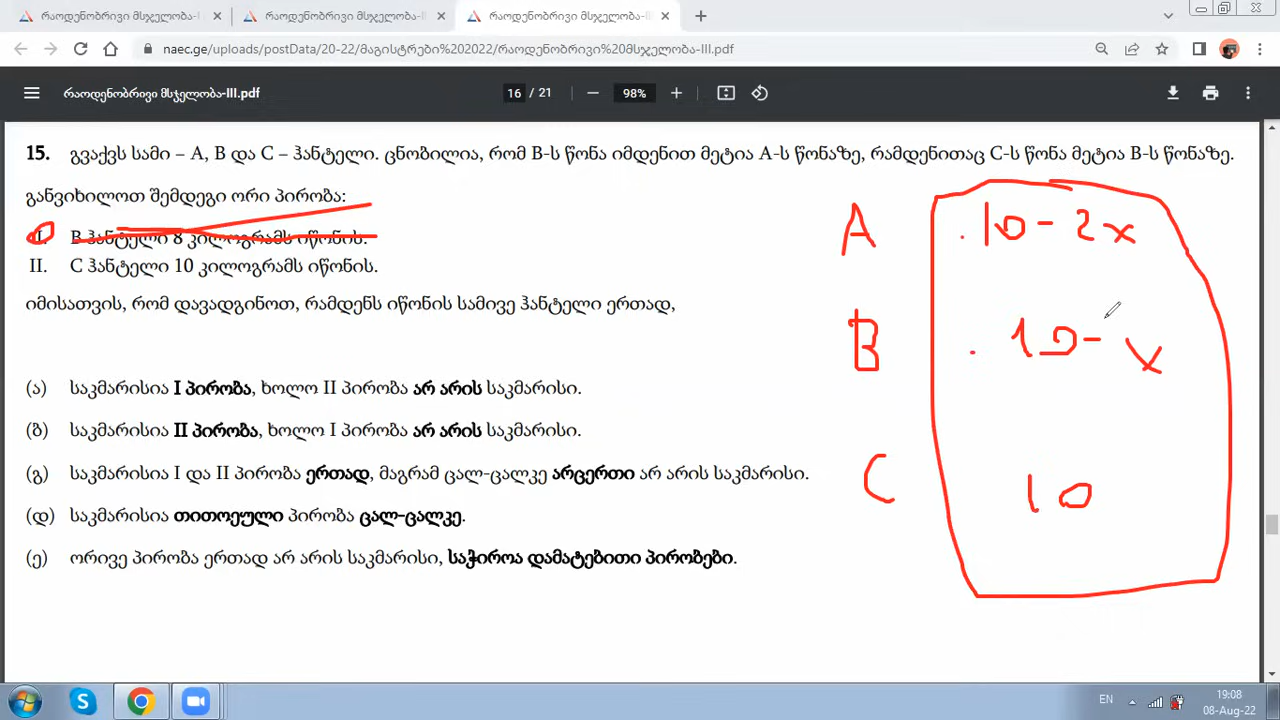 რაოდენობრივი მსჯელობა-I
რაოდენობრივი მსჯელობა-II
რაოდენობრივი მსჯელობა-III
naec.ge/uploads/postData/20-22/მაგისტრები%202022/რაოდენობრივი%20მსჯელობა-III.pdf
რაოდენობრივი მსჯელობა-III.pdf
16 / 21
98%
15. გვაქვს სამი – A, B და C – ჰანტელი. ცნობილია, რომ B-ს წონა იმდენით მეტია A-ს წონაზე, რამდენითაც C-ს წონა მეტია B-ს წონაზე.
განვიხილოთ შემდეგი ორი პირობა:
I. B ჰანტელი 8 კილოგრამს იწონის.
II. C ჰანტელი 10 კილოგრამს იწონის.
იმისათვის, რომ დავადგინოთ, რამდენს იწონის სამივე ჰანტელი ერთად,
(ა) საკმარისია I პირობა, ხოლო II პირობა არ არის საკმარისი.
(ბ) საკმარისია II პირობა, ხოლო I პირობა არ არის საკმარისი.
(გ) საკმარისია I და II პირობა ერთად, მაგრამ ცალ-ცალკე არცერთი არ არის საკმარისი.
(დ) საკმარისია თითოეული პირობა ცალ-ცალკე.
(ე) ორივე პირობა ერთად არ არის საკმარისი, საჭიროა დამატებითი პირობები.
A . 10 - 2x
B . 10 - x
C 10
EN
19:08
08-Aug-22